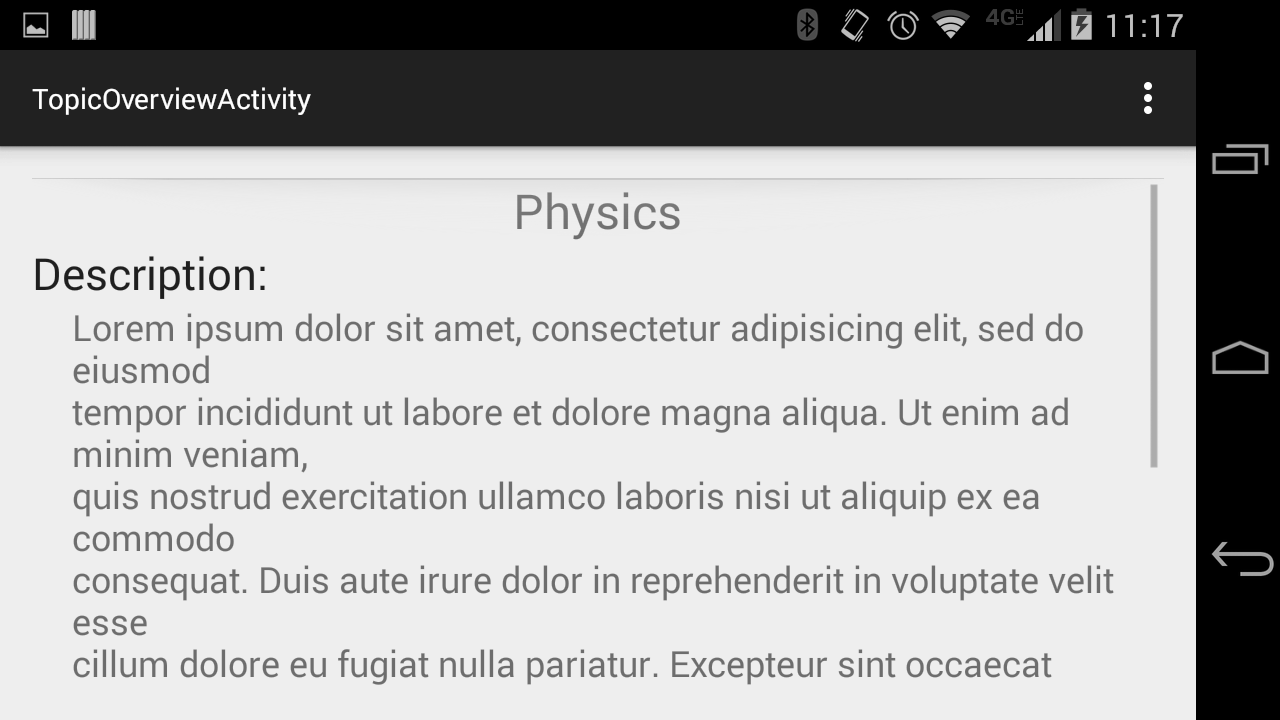 4G LTE 11:17
TopicOverviewActivity
Physics
Description:
Lorem ipsum dolor sit amet, consectetur adipisicing elit, sed do
eiusmod
tempor incididunt ut labore et dolore magna aliqua. Ut enim ad
minim veniam,
quis nostrud exercitation ullamco laboris nisi ut aliquip ex ea
commodo
consequat. Duis aute irure dolor in reprehenderit in voluptate velit
esse
cillum dolore eu fugiat nulla pariatur. Excepteur sint occaecat